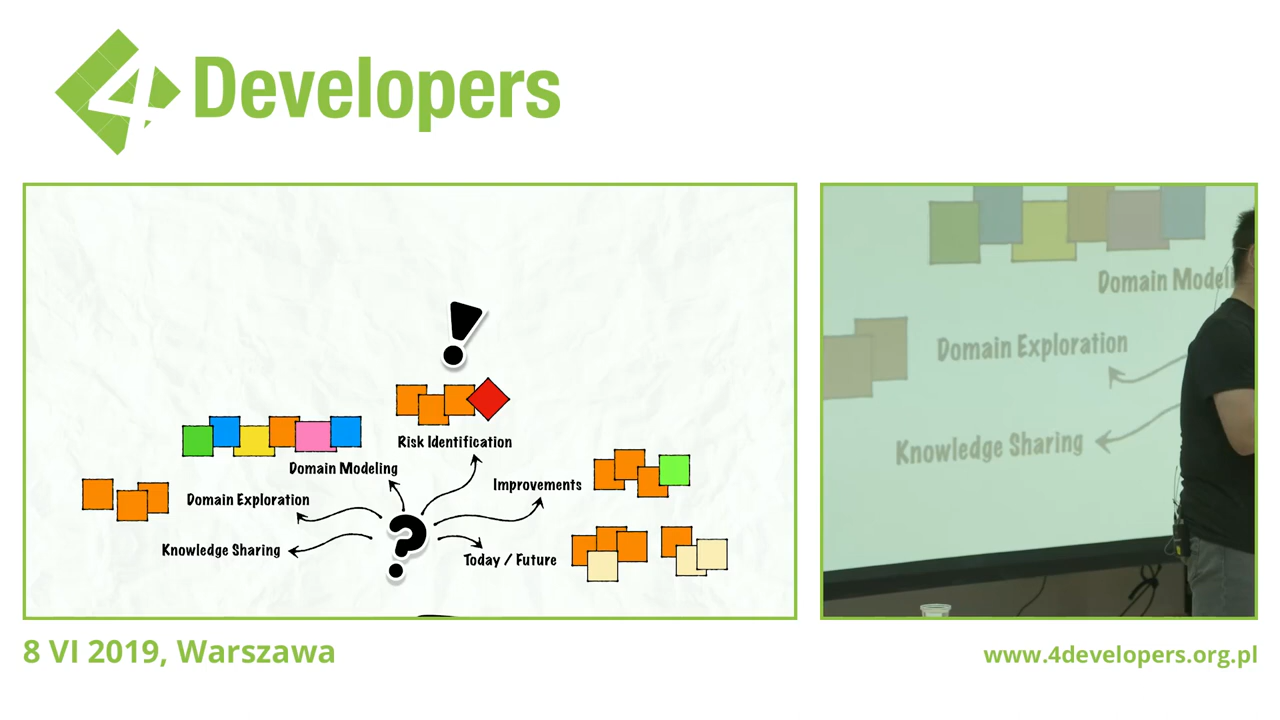 4 Developers
!
Risk Identification
Domain Modeling
Improvements
Domain Exploration
Knowledge Sharing
?
Today / Future
Domain Modeli
Domain Exploration
Knowledge Sharing
8 VI 2019, Warszawa
www.4developers.org.pl